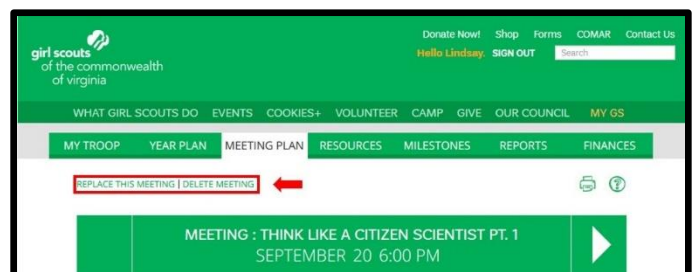 Donate Now! Shop Forms COMAR Contact Us
girl scouts
of the commonwealth
of virginia
Hello Lindsay. SIGN OUT Search
WHAT GIRL SCOUTS DO EVENTS COOKIES+ VOLUNTEER CAMP GIVE OUR COUNCIL MY GS
MY TROOP YEAR PLAN MEETING PLAN RESOURCES MILESTONES REPORTS FINANCES
REPLACE THIS MEETING | DELETE MEETING
MEETING : THINK LIKE A CITIZEN SCIENTIST PT. 1
SEPTEMBER 20 6:00 PM